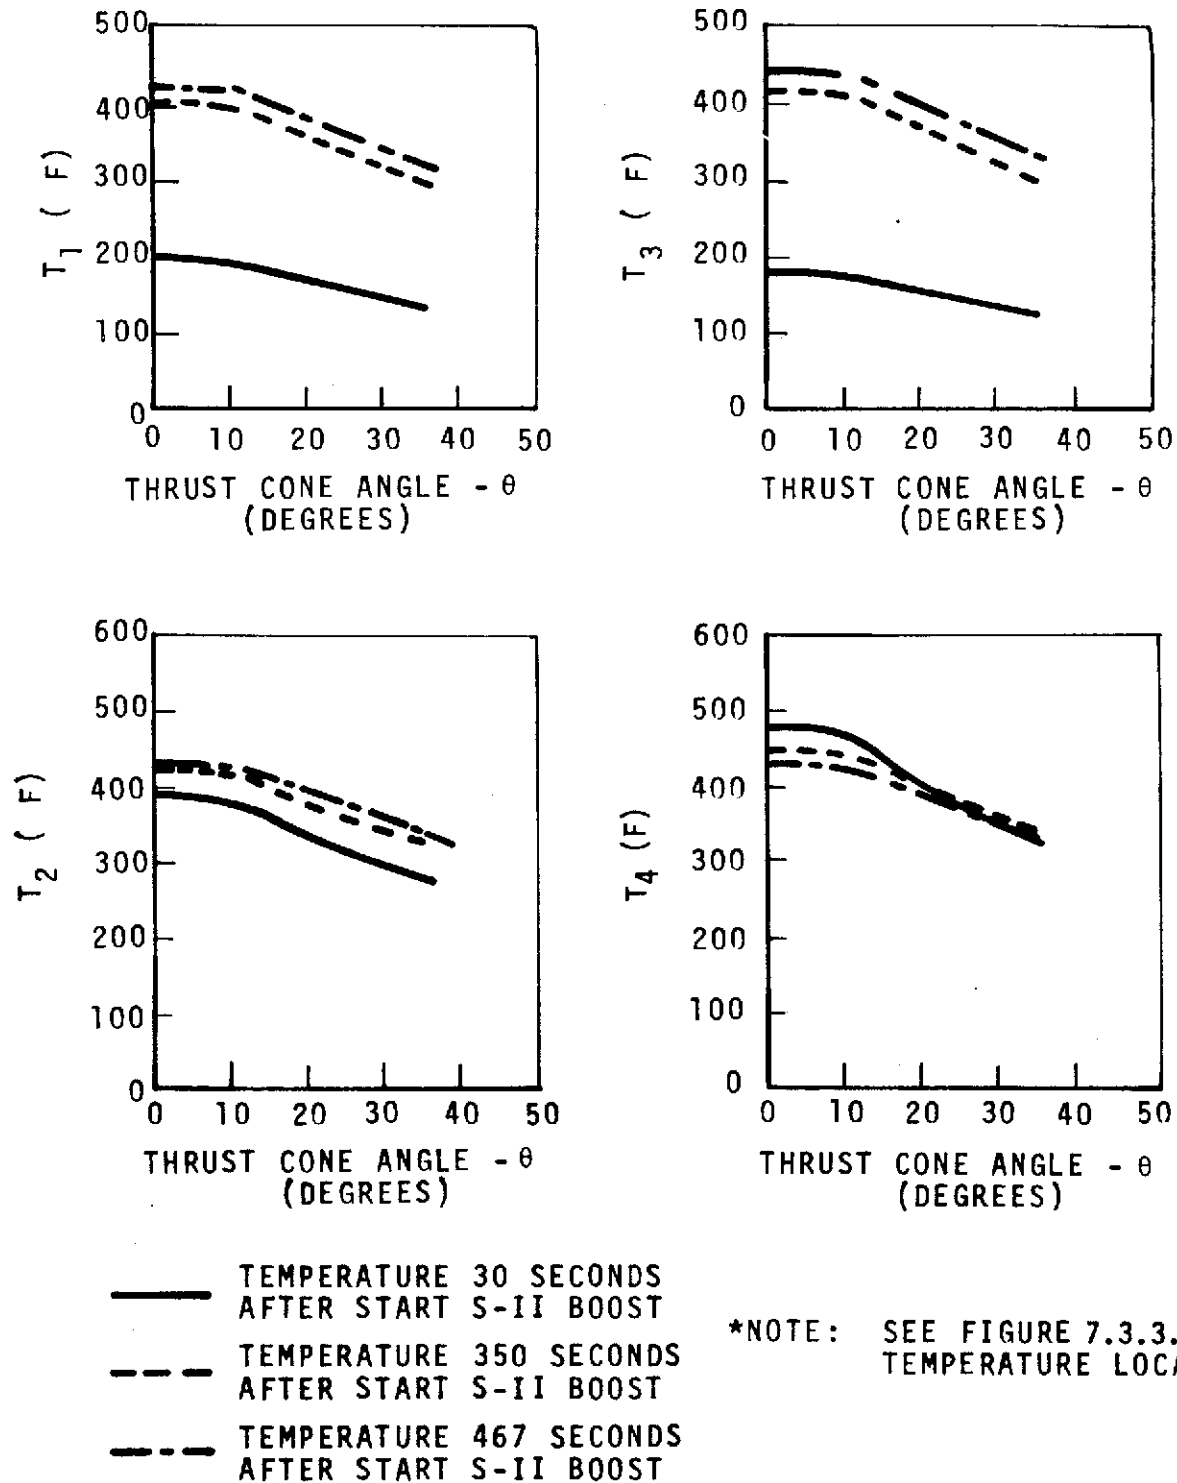 500
400
300
200
100
0
T1 ( F)
0 10 20 30 40 50
THRUST CONE ANGLE - θ
(DEGREES)
500
400
300
200
100
0
T3 ( F)
0 10 20 30 40 50
THRUST CONE ANGLE - θ
(DEGREES)
600
500
400
300
200
100
0
T2 ( F)
0 10 20 30 40 50
THRUST CONE ANGLE - θ
(DEGREES)
600
500
400
300
200
100
0
T4 (F)
0 10 20 30 40 50
THRUST CONE ANGLE - θ
(DEGREES)
TEMPERATURE 30 SECONDS
AFTER START S-II BOOST
TEMPERATURE 350 SECONDS
AFTER START S-II BOOST
TEMPERATURE 467 SECONDS
AFTER START S-II BOOST
*NOTE: SEE FIGURE 7.3.3.
TEMPERATURE